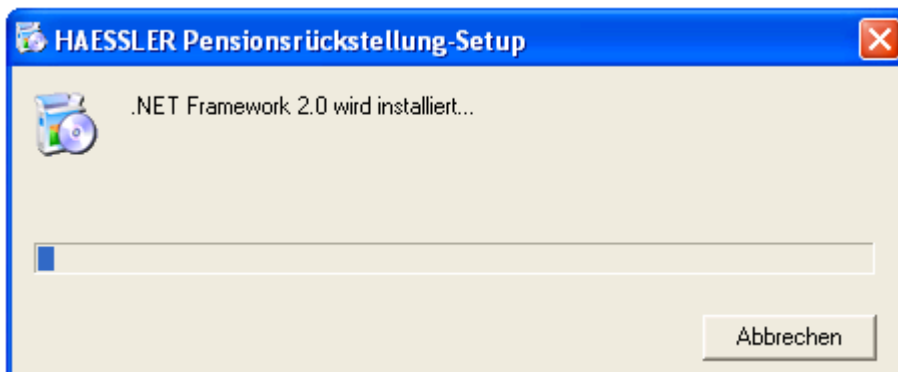 HAESSLER Pensionsrückstellung-Setup
.NET Framework 2.0 wird installiert...
Abbrechen